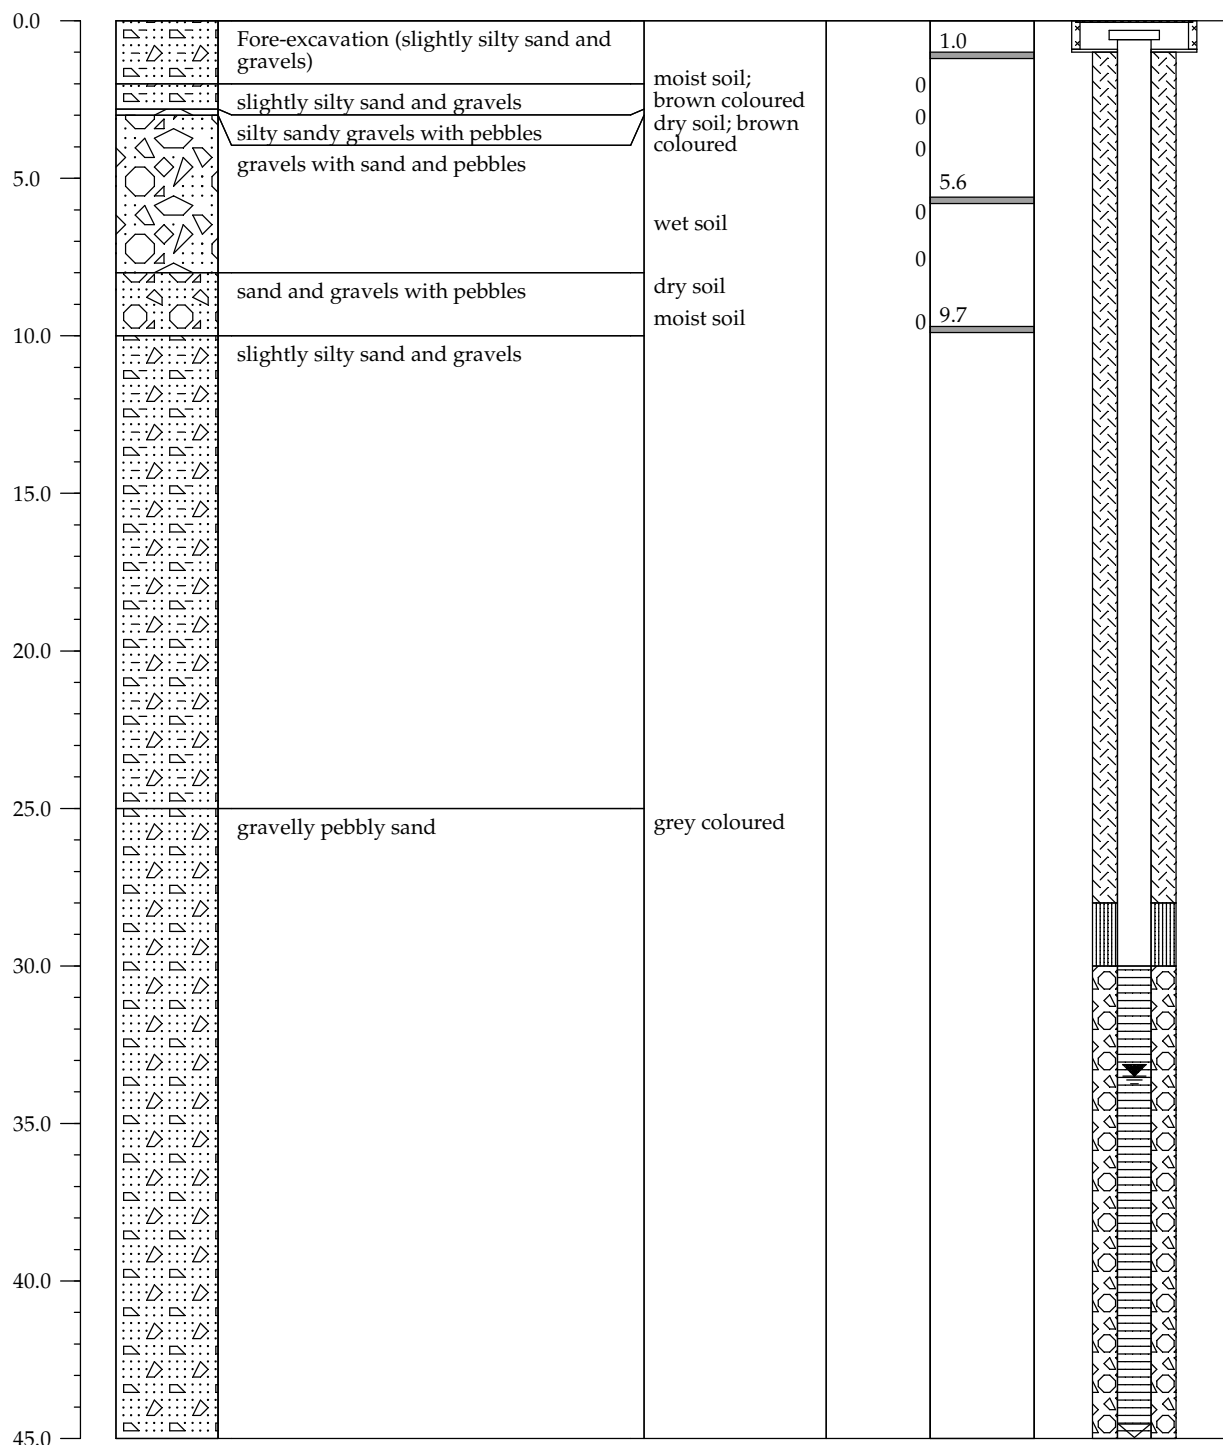 0.0
Fore-excavation (slightly silty sand and
gravels)
1.0
moist soil;
0
slightly silty sand and gravels
brown coloured
silty sandy gravels with pebbles
dry soil; brown
0
coloured
0
gravels with sand and pebbles
5.0
5.6
wet soil
0
0
sand and gravels with pebbles
dry soil
moist soil
0
9.7
10.0
slightly silty sand and gravels
15.0
20.0
25.0
gravelly pebbly sand
grey coloured
30.0
35.0
40.0
45.0